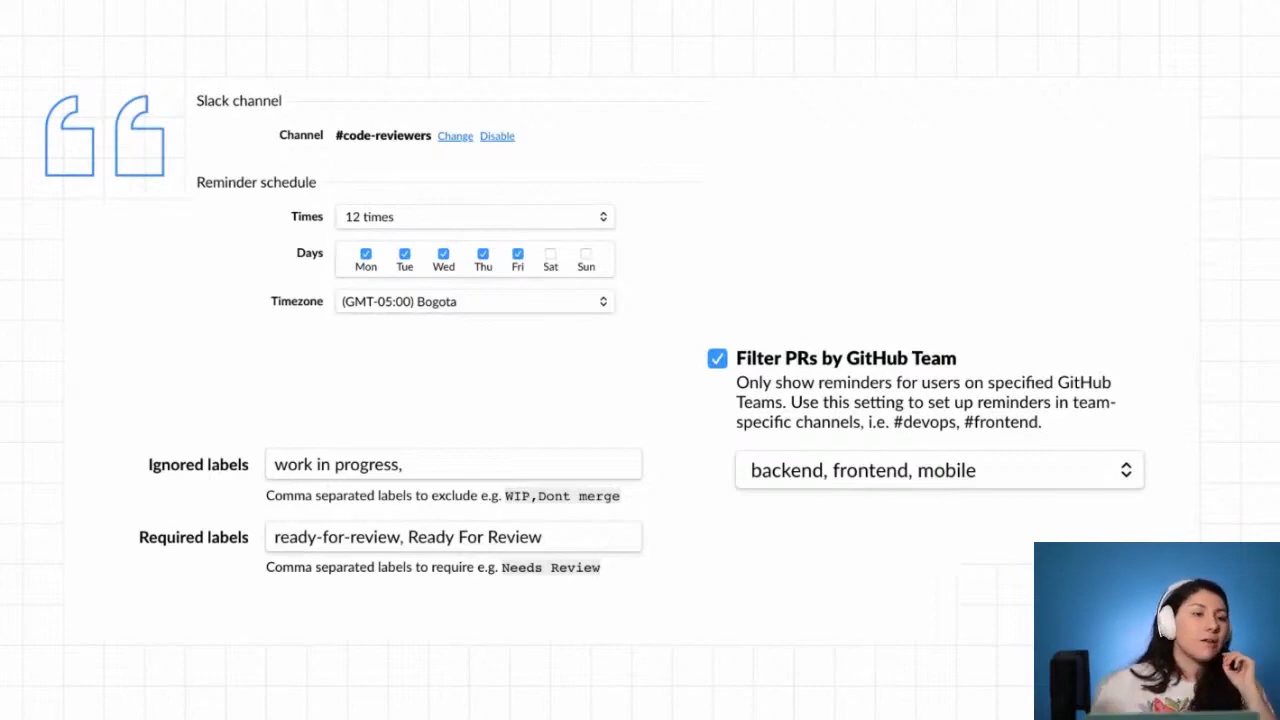 Slack channel
Channel #code-reviewers Change Disable
Reminder schedule
Times 12 times
Days
Mon Tue Wed Thu Fri Sat Sun
Timezone (GMT-05:00) Bogota
Filter PRs by GitHub Team
Only show reminders for users on specified GitHub
Teams. Use this setting to set up reminders in team-
specific channels, i.e. #devops, #frontend.
backend, frontend, mobile
Ignored labels work in progress,
Comma separated labels to exclude e.g. WIP,Dont merge
Required labels ready-for-review, Ready For Review
Comma separated labels to require e.g. Needs Review